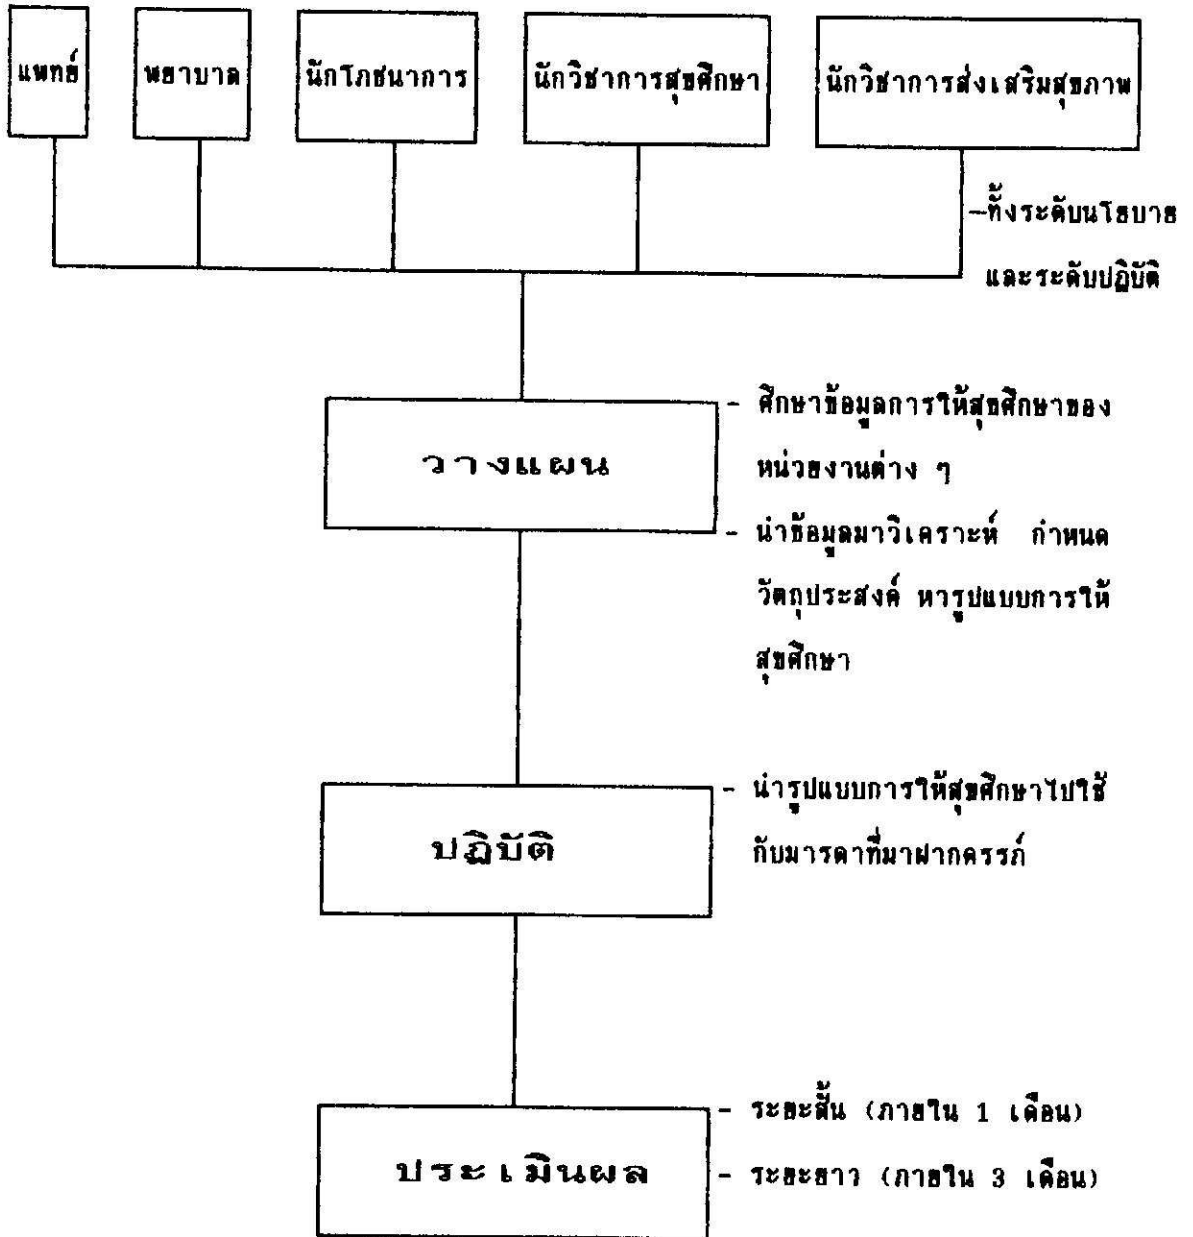 แพทย์
พยาบาล
นักโภชนาการ
นักวิชาการสุขศึกษา
นักวิชาการส่งเสริมสุขภาพ
-ทั้งระดับนโยบาย
และระดับปฏิบัติ
วางแผน
- ศึกษาข้อมูลการให้สุขศึกษาของ
หน่วยงานต่าง ๆ
- นำข้อมูลมาวิเคราะห์ กำหนด
วัตถุประสงค์ หารูปแบบการให้
สุขศึกษา
ปฏิบัติ
- นำรูปแบบการให้สุขศึกษาไปใช้
กับมารดาที่มาฝากครรภ์
ประเมินผล
- ระยะสั้น (ภายใน 1 เดือน)
- ระยะยาว (ภายใน 3 เดือน)